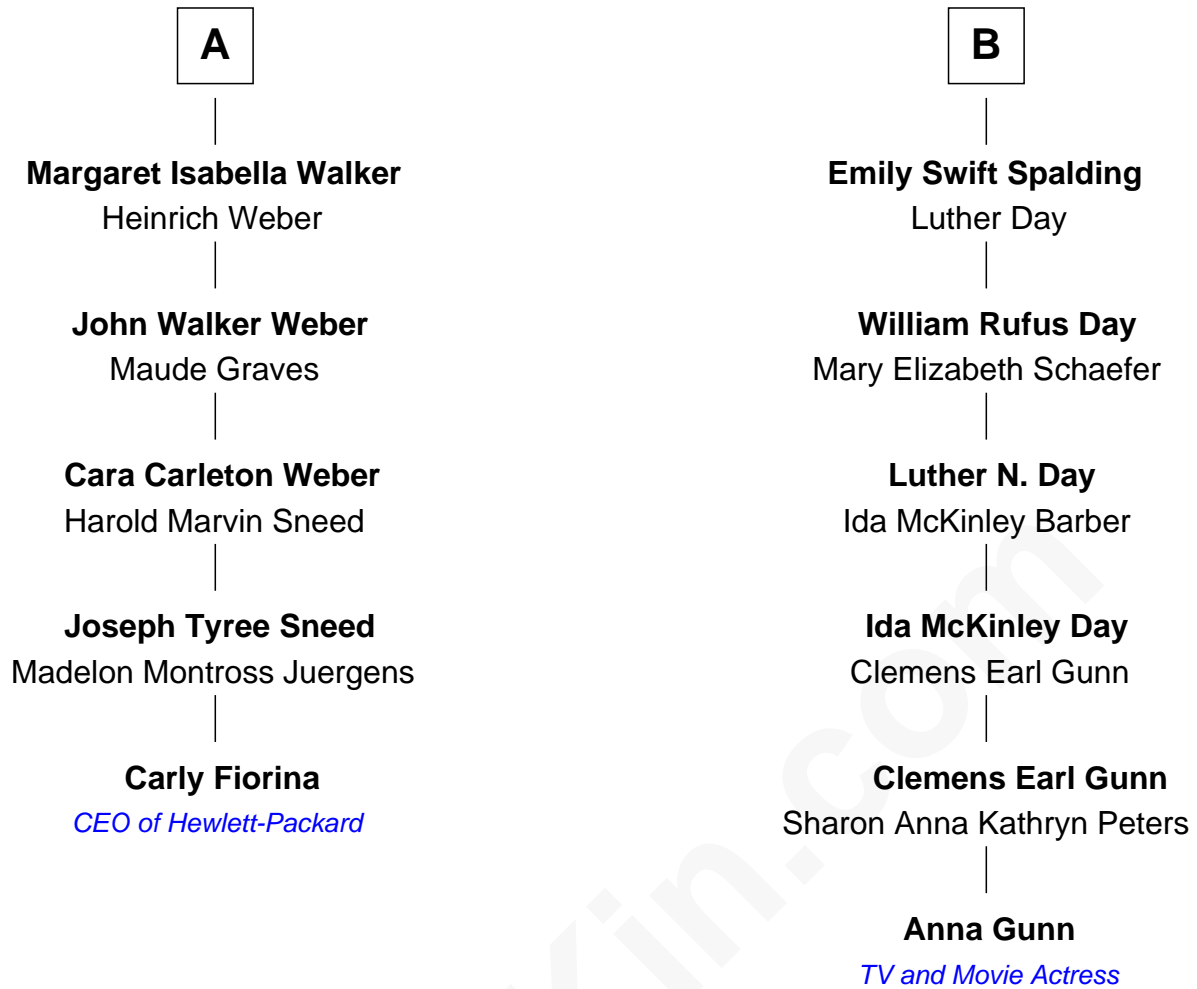 A
Margaret Isabella Walker
Heinrich Weber
John Walker Weber
Maude Graves
Cara Carleton Weber
Harold Marvin Sneed
Joseph Tyree Sneed
Madelon Montross Juergens
Carly Fiorina
CEO of Hewlett-Packard
B
Emily Swift Spalding
Luther Day
William Rufus Day
Mary Elizabeth Schaefer
Luther N. Day
Ida McKinley Barber
Ida McKinley Day
Clemens Earl Gunn
Clemens Earl Gunn
Sharon Anna Kathryn Peters
Anna Gunn
TV and Movie Actress